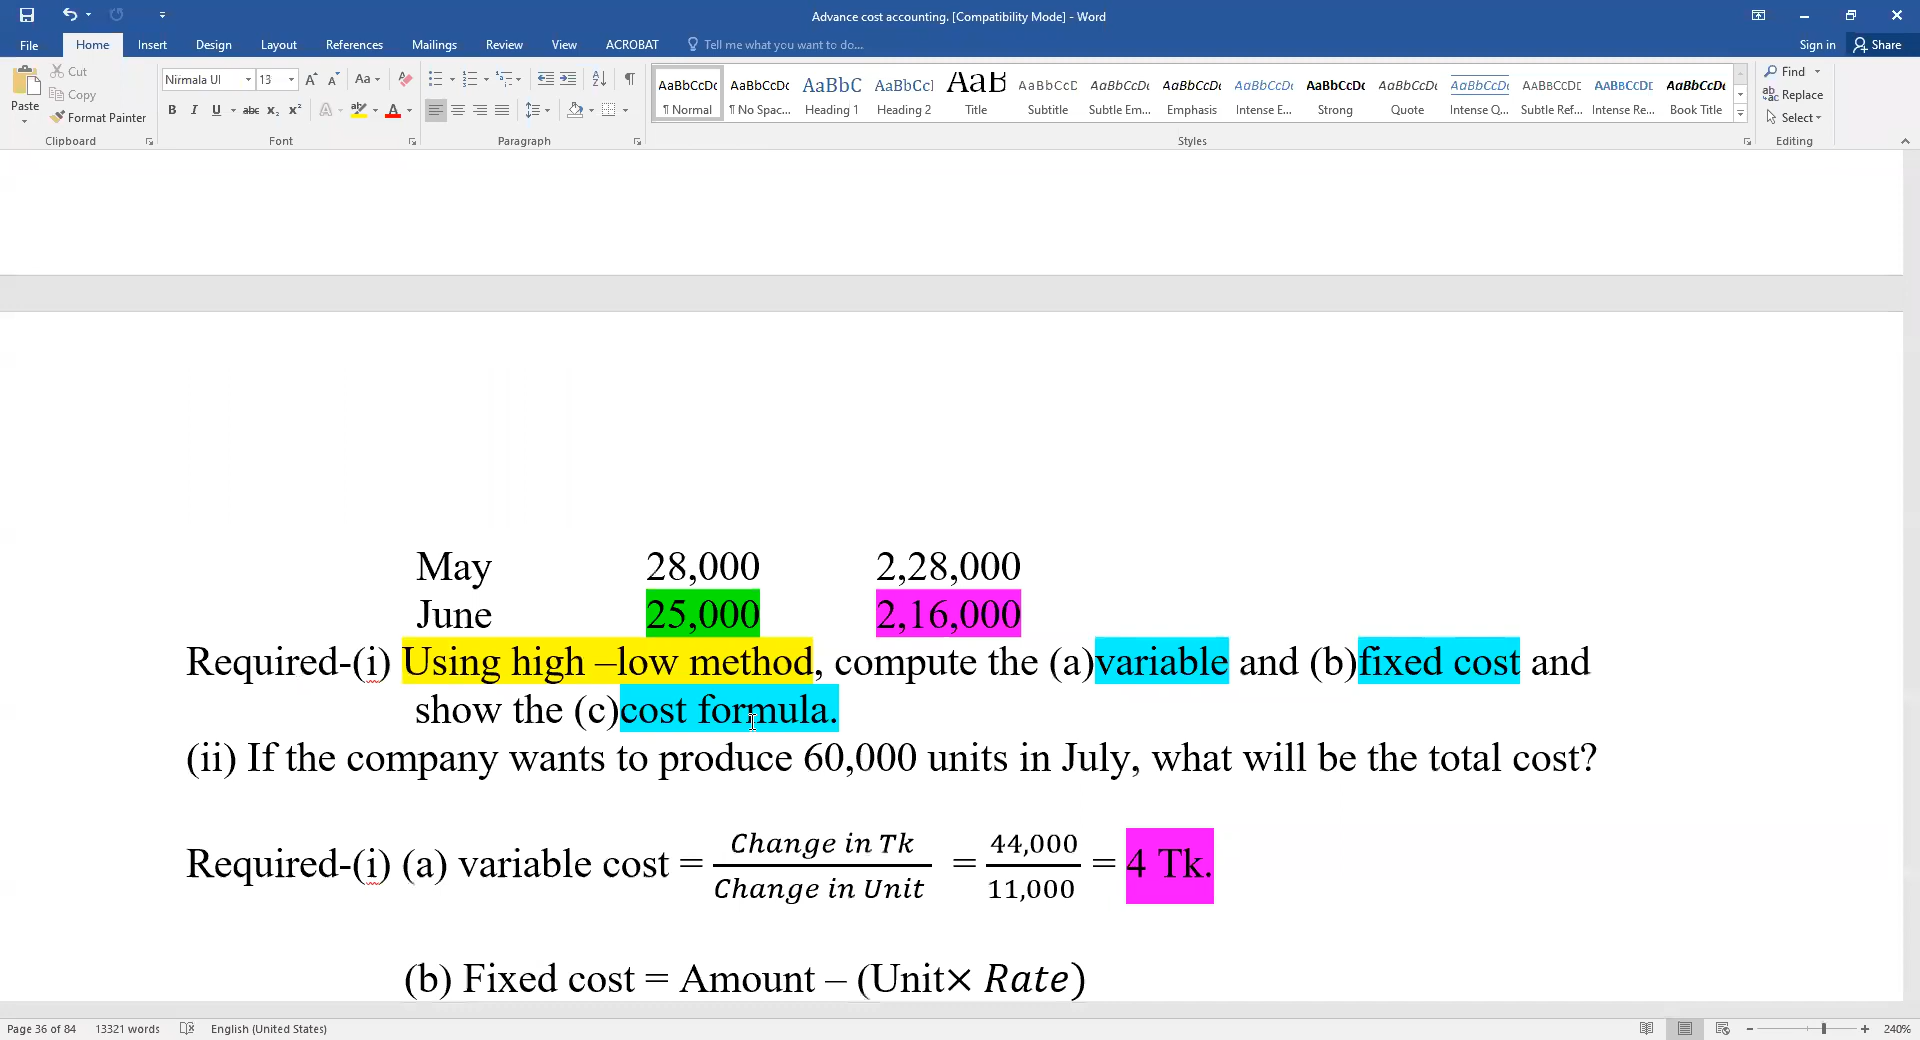 Advance cost accounting. [Compatibility Mode] - Word
File Home Insert Design Layout References Mailings Review View ACROBAT Tell me what you want to do... Sign in Share
Paste Cut Copy Format Painter
Clipboard
Nirmala UI 13 Aa
B I U abc X₂ X² A A
Font
Paragraph
AaBbCcDc AaBbCcDc AaBbC AaBbCcI AaB AaBbCcD AaBbCcDc AaBbCcDc AaBbCcDc AaBbCcDc AaBbCcDc AaBbCcDc AABBCCDC AABBCCDC AaBbCcDc
¶ Normal ¶ No Spac... Heading 1 Heading 2 Title Subtitle Subtle Em... Emphasis Intense E... Strong Quote Intense Q... Subtle Ref... Intense Re... Book Title
Styles
Find
Replace
Select
Editing
May 28,000 2,28,000
June 25,000 2,16,000
Required-(i) Using high –low method, compute the (a)variable and (b)fixed cost and
show the (c)cost formula.
(ii) If the company wants to produce 60,000 units in July, what will be the total cost?
Required-(i) (a) variable cost = Change in Tk / Change in Unit = 44,000 / 11,000 = 4 Tk.
(b) Fixed cost = Amount – (Unit× Rate)
Page 36 of 84 13321 words English (United States) 240%